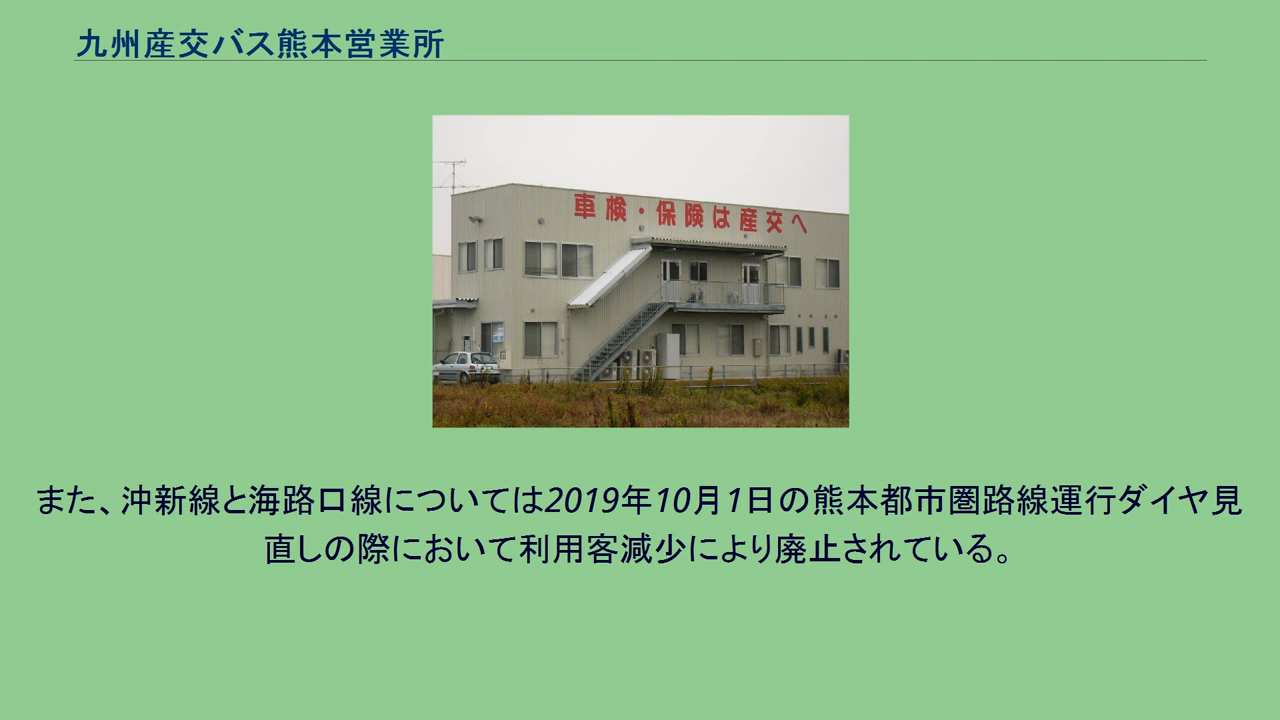 九州産交バス熊本営業所
車検・保険は産交へ
また、沖新線と海路口線については2019年10月1日の熊本都市圏路線運行ダイヤ見
直しの際において利用客減少により廃止されている。